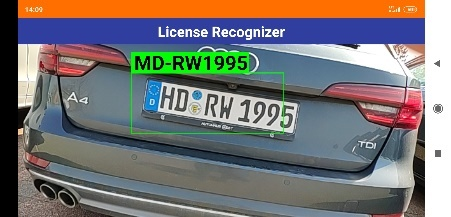 14:09
License Recognizer
MD-RW1995
D HD RW 1995
A4
TDI